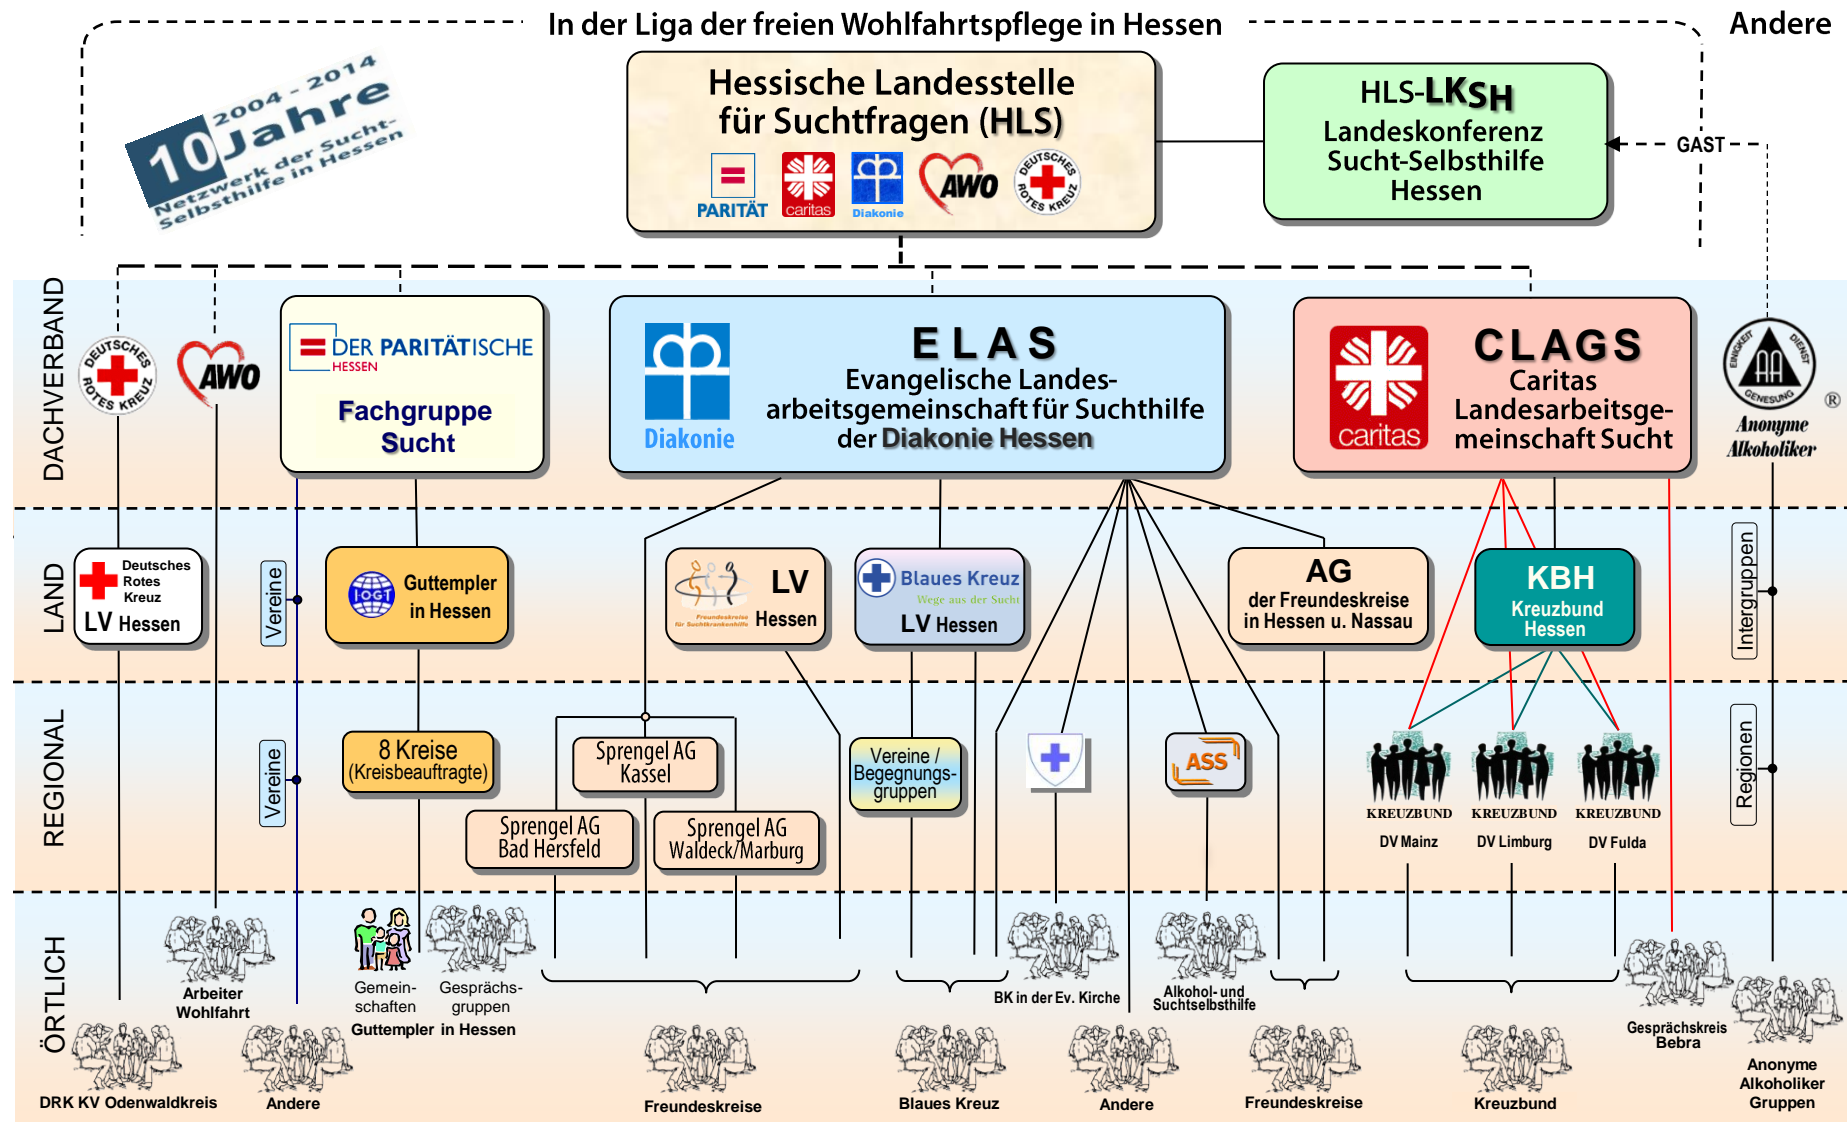 In der Liga der freien Wohlfahrtspflege in Hessen
Andere
2004 - 2014
10 Jahre
Netzwerk der Sucht-
Selbsthilfe in Hessen
Hessische Landesstelle
für Suchtfragen (HLS)
PARITÄT
caritas
Diakonie
AWO
DEUTSCHES
ROTES KREUZ
HLS-LKSH
Landeskonferenz
Sucht-Selbsthilfe
Hessen
GAST
DACHVERBAND
DEUTSCHES
ROTES KREUZ
AWO
DER PARITÄTISCHE
HESSEN
Fachgruppe
Sucht
Diakonie
ELAS
Evangelische Landes-
arbeitsgemeinschaft für Suchthilfe
der Diakonie Hessen
caritas
CLAGS
Caritas
Landesarbeitsge-
meinschaft Sucht
EINIGKEIT
DIENST
GENESUNG
AA
®
Anonyme
Alkoholiker
LAND
Deutsches
Rotes
Kreuz
LV Hessen
Vereine
I·O·G·T
Guttempler
in Hessen
Freundeskreise
für Suchtkrankenhilfe
LV
Hessen
Blaues Kreuz
Wege aus der Sucht
LV Hessen
AG
der Freundeskreise
in Hessen u. Nassau
KBH
Kreuzbund
Hessen
Intergruppen
REGIONAL
Vereine
8 Kreise
(Kreisbeauftragte)
Sprengel AG
Kassel
Sprengel AG
Bad Hersfeld
Sprengel AG
Waldeck/Marburg
Vereine /
Begegnungs-
gruppen
ASS
KREUZBUND
DV Mainz
KREUZBUND
DV Limburg
KREUZBUND
DV Fulda
Regionen
ÖRTLICH
DRK KV Odenwaldkreis
Arbeiter
Wohlfahrt
Andere
Gemein-
schaften
Gesprächs-
gruppen
Guttempler in Hessen
Freundeskreise
Blaues Kreuz
BK in der Ev. Kirche
Andere
Alkohol- und
Suchtselbsthilfe
Freundeskreise
Kreuzbund
Gesprächskreis
Bebra
Anonyme
Alkoholiker
Gruppen